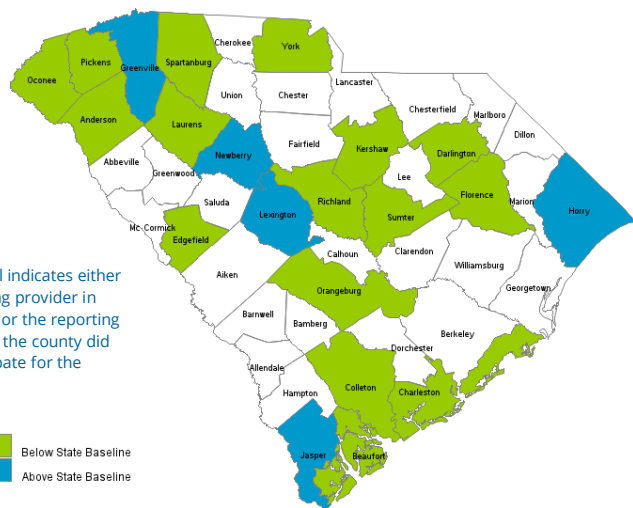 Cherokee
York
Oconee
Pickens
Greenville
Spartanburg
Lancaster
Union
Chester
Chesterfield
Marlboro
Anderson
Laurens
Dillon
Fairfield
Kershaw
Darlington
Abbeville
Newberry
Greenwood
Lee
Florence
Marion
Saluda
Richland
Horry
Lexington
Sumter
Mc Cormick
Edgefield
Calhoun
Clarendon
Williamsburg
Aiken
Georgetown
Orangeburg
Barnwell
Bamberg
Berkeley
Dorchester
Allendale
Colleton
Charleston
Hampton
Jasper
Beaufort
l indicates either
g provider in
or the reporting
the county did
pate for the
Below State Baseline
Above State Baseline